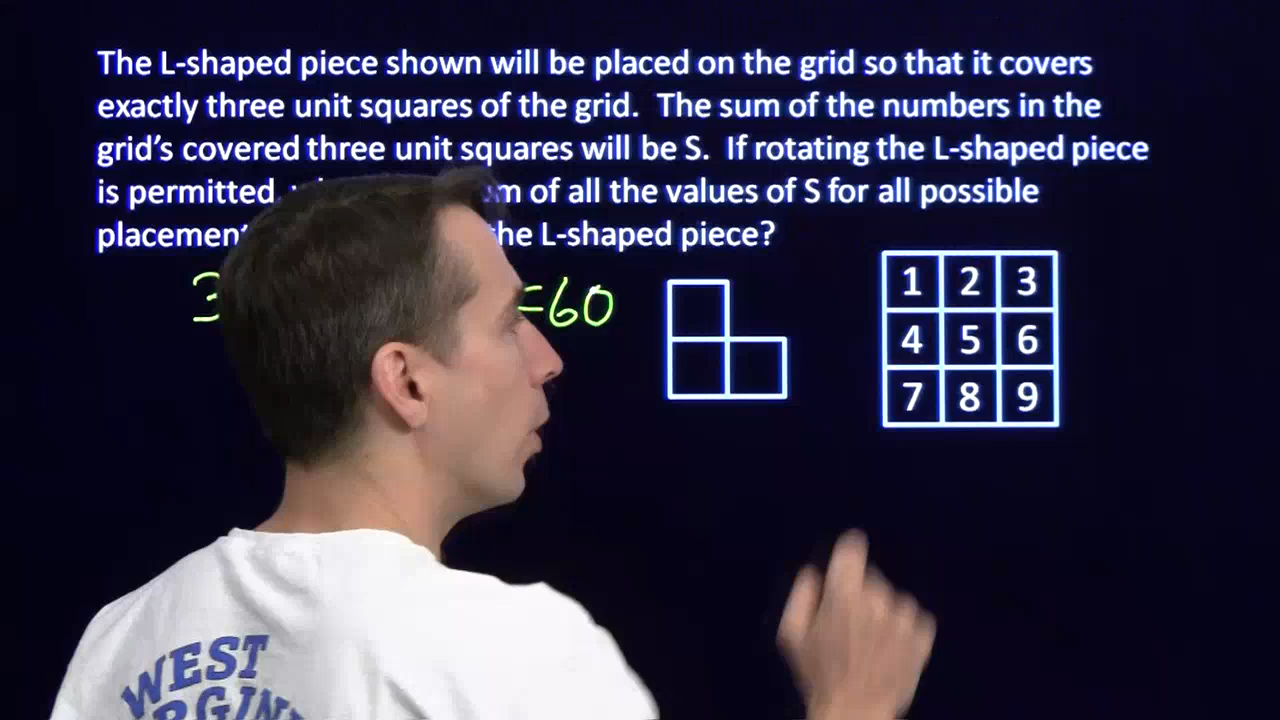 The L-shaped piece shown will be placed on the grid so that it covers
exactly three unit squares of the grid. The sum of the numbers in the
grid's covered three unit squares will be S. If rotating the L-shaped piece
is permitted, of all the values of S for all possible
the L-shaped piece?
3 =60
1 2 3
4 5 6
7 8 9
WEST